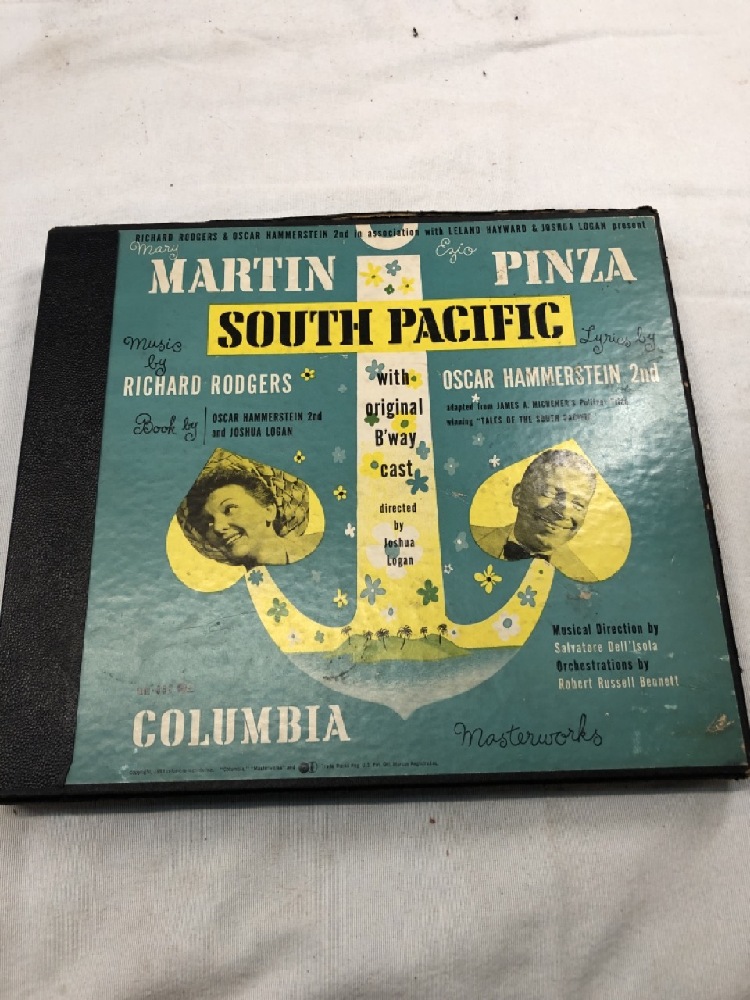 RICHARD RODGERS & OSCAR HAMMERSTEIN 2nd in association with LELAND HAYWARD & JOSHUA LOGAN present
Mary MARTIN
Ezio PINZA
SOUTH PACIFIC
Music by
RICHARD RODGERS
Lyrics by
OSCAR HAMMERSTEIN 2nd
Book by
OSCAR HAMMERSTEIN 2nd
and JOSHUA LOGAN
adapted from JAMES A. MICHENER'S
winning "TALES OF THE SOUTH PACIFIC"
with
original
B'way
cast
directed
by
Joshua
Logan
Musical Direction by
Salvatore Dell'Isola
Orchestrations by
Robert Russell Bennett
COLUMBIA
Masterworks